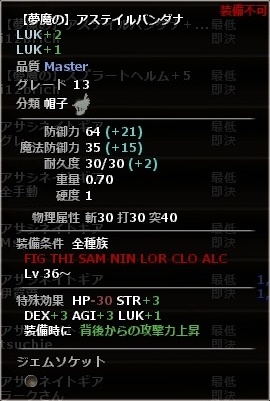 装備不可
【夢魔の】アステイルバンダナ
LUK+2
LUK+1
品質 Master
グレード 13
分類 帽子
防御力 64 (+21)
魔法防御力 35 (+15)
耐久度 30/30 (+2)
重量 0.70
硬度 1
物理属性 斬30 打30 突40
装備条件 全種族
FIG THI SAM NIN LOR CLO ALC
Lv 36～
特殊効果 HP-30 STR+3
DEX+3 AGI+3 LUK+1
装備時に 背後からの攻撃力上昇
ジェムソケット